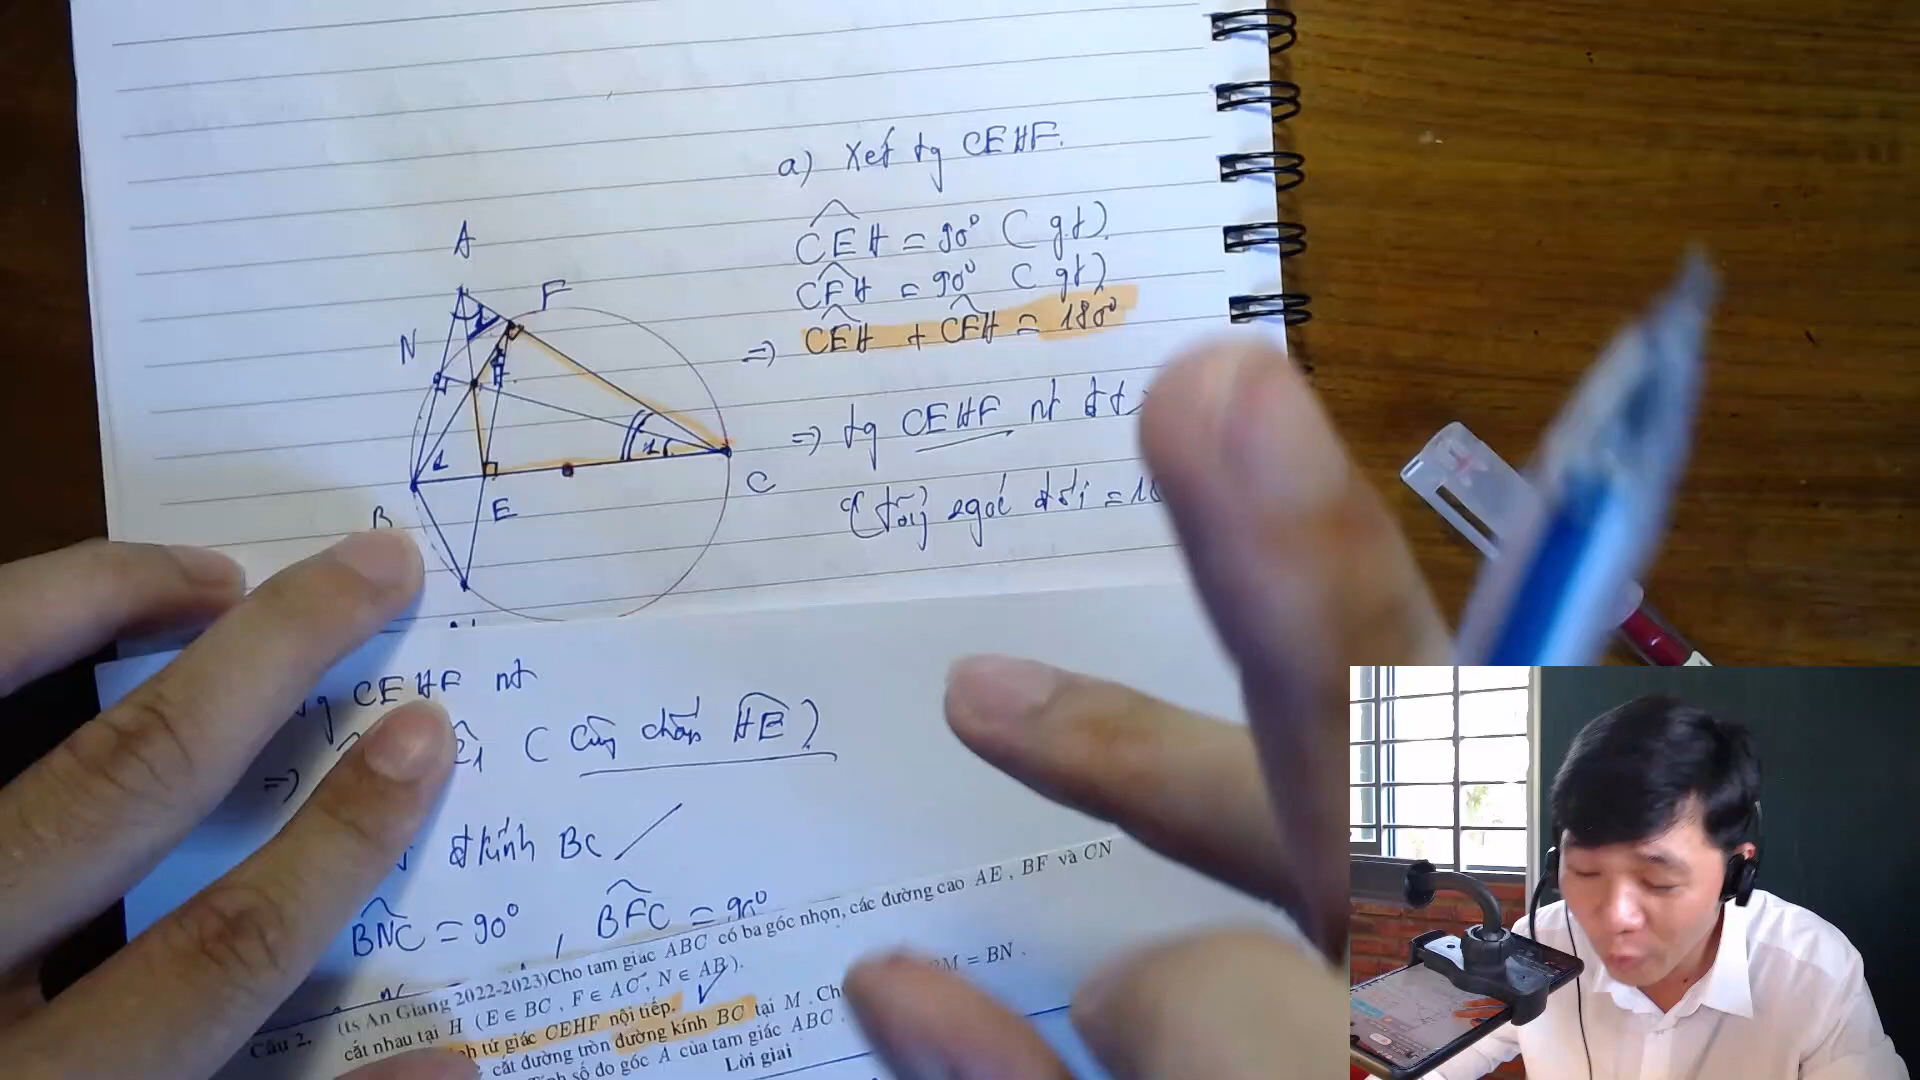 a) Xét tg CEHF.
CEH = 90° (gt)
CFH = 90° (gt)
=> CEH + CFH = 180°
=> tg CEHF nt đt
(tổng 2 góc đối = 18
A
F
N
H
1
1
C
E
B
tg CEHF nt
=> C1 ( cùng chắn HE )
đkính BC
BNC = 90° , BFC = 90°
Câu 2. (ts An Giang 2022-2023)Cho tam giác ABC có ba góc nhọn, các đường cao AE , BF và CN
cắt nhau tại H (E ∈ BC , F ∈ AC , N ∈ AB ).
tứ giác CEHF nội tiếp.
cắt đường tròn đường kính BC tại M . BM = BN .
số đo góc A của tam giác ABC
Lời giải